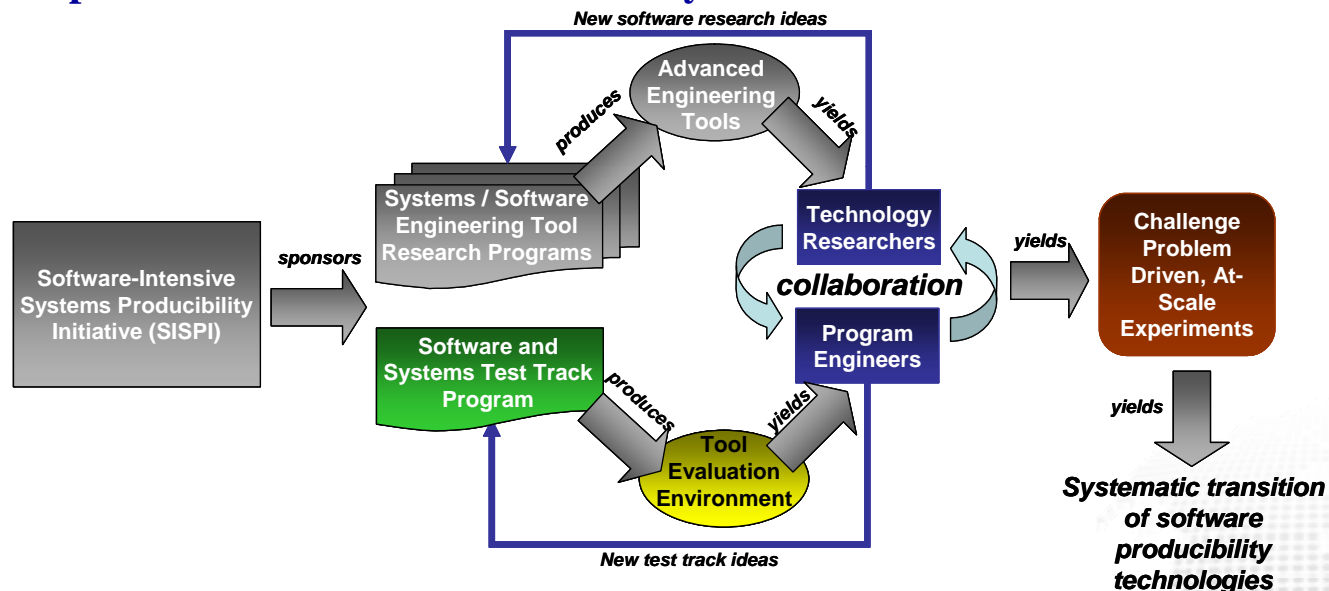 New software research ideas
Advanced
Engineering
Tools
produces
yields
Systems / Software
Engineering Tool
Research Programs
Technology
Researchers
Challenge
Problem
Driven, At-
Scale
Experiments
Software-Intensive
Systems Producibility
Initiative (SISPI)
sponsors
yields
collaboration
Software and
Systems Test Track
Program
Program
Engineers
produces
yields
Tool
Evaluation
Environment
yields
New test track ideas
Systematic transition
of software
producibility
technologies